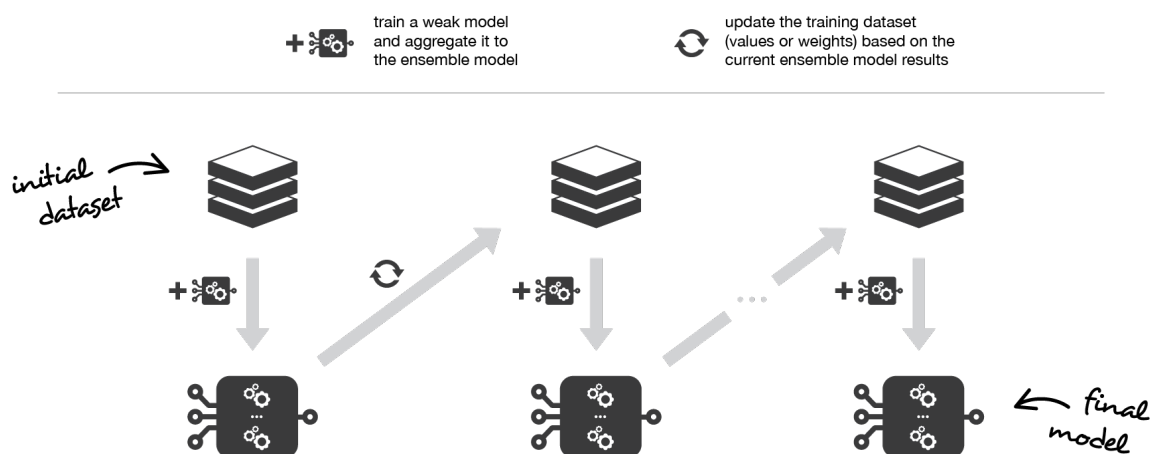 train a weak model
and aggregate it to
the ensemble model
update the training dataset
(values or weights) based on the
current ensemble model results
initial
dataset
final
model